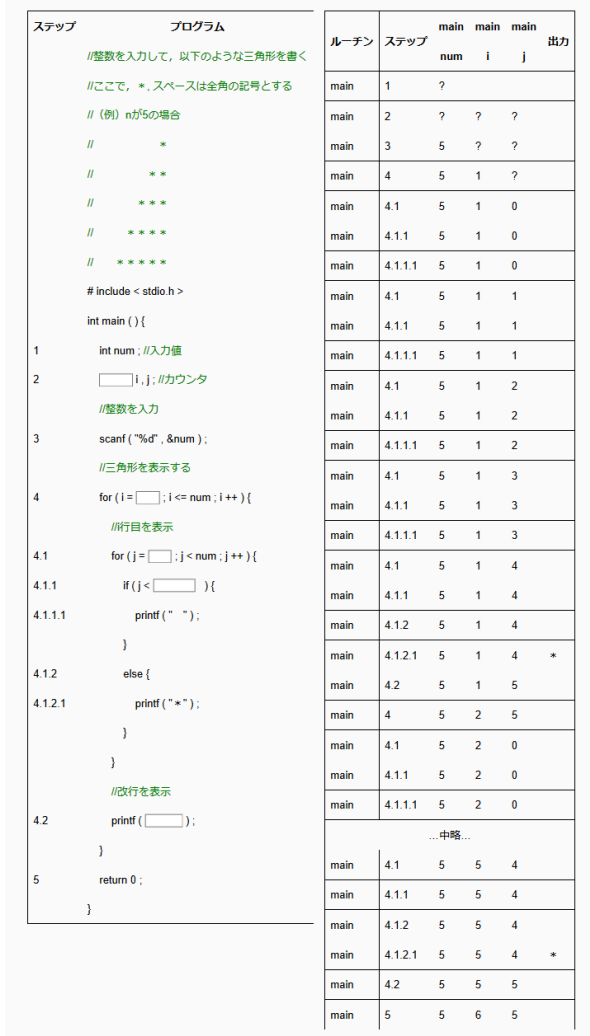 ステップ プログラム
//整数を入力して，以下のような三角形を書く
//ここで，＊, スペースは全角の記号とする
//（例）nが5の場合
// ＊
// ＊＊
// ＊＊＊
// ＊＊＊＊
// ＊＊＊＊＊
# include < stdio.h >
int main ( ) {
1 int num ; //入力値
2 i , j ; //カウンタ
//整数を入力
3 scanf ( "%d" , &num ) ;
//三角形を表示する
4 for ( i = ; i <= num ; i ++ ) {
//i行目を表示
4.1 for ( j = ; j < num ; j ++ ) {
4.1.1 if ( j < ) {
4.1.1.1 printf ( "　" ) ;
}
4.1.2 else {
4.1.2.1 printf ( "＊" ) ;
}
}
//改行を表示
4.2 printf ( ) ;
}
5 return 0 ;
}
ルーチン ステップ main num main i main j 出力
main 1 ?
main 2 ? ? ?
main 3 5 ? ?
main 4 5 1 ?
main 4.1 5 1 0
main 4.1.1 5 1 0
main 4.1.1.1 5 1 0
main 4.1 5 1 1
main 4.1.1 5 1 1
main 4.1.1.1 5 1 1
main 4.1 5 1 2
main 4.1.1 5 1 2
main 4.1.1.1 5 1 2
main 4.1 5 1 3
main 4.1.1 5 1 3
main 4.1.1.1 5 1 3
main 4.1 5 1 4
main 4.1.1 5 1 4
main 4.1.2 5 1 4
main 4.1.2.1 5 1 4 ＊
main 4.2 5 1 5
main 4 5 2 5
main 4.1 5 2 0
main 4.1.1 5 2 0
main 4.1.1.1 5 2 0
...中略...
main 4.1 5 5 4
main 4.1.1 5 5 4
main 4.1.2 5 5 4
main 4.1.2.1 5 5 4 ＊
main 4.2 5 5 5
main 5 5 6 5